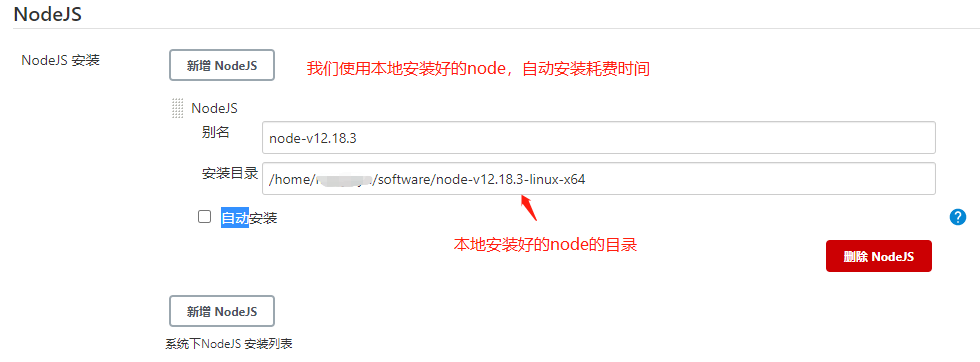 NodeJS
NodeJS 安装
新增 NodeJS
我们使用本地安装好的node，自动安装耗费时间
NodeJS
别名
node-v12.18.3
安装目录
/home/ /software/node-v12.18.3-linux-x64
自动安装
?
本地安装好的node的目录
删除 NodeJS
新增 NodeJS
系统下NodeJS 安装列表